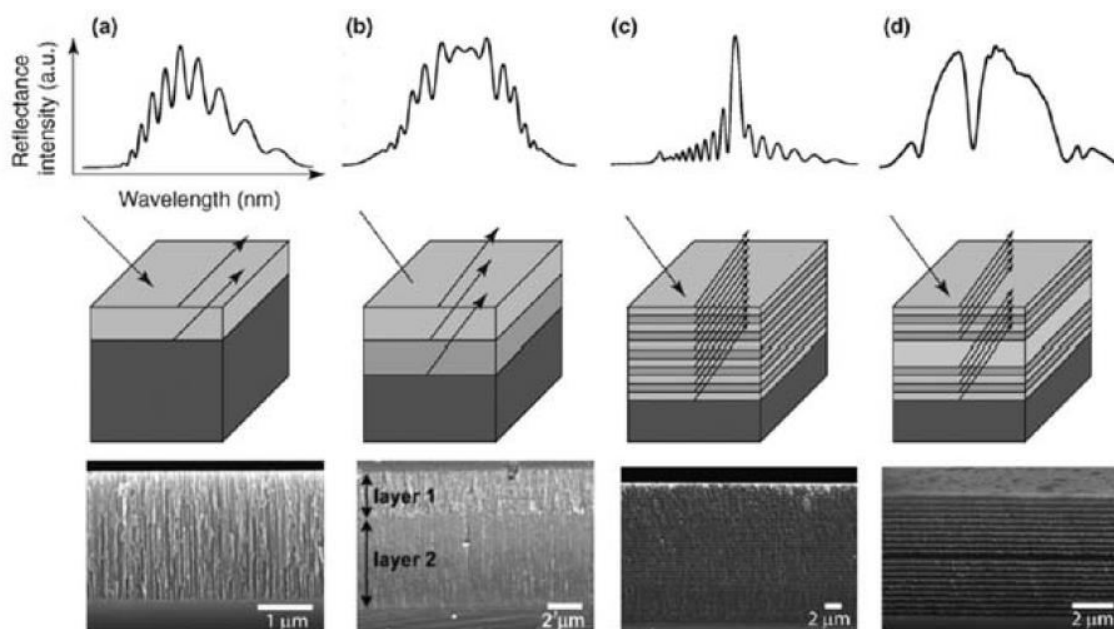 (a) (b) (c) (d)
Reflectance
intensity (a.u.)
Wavelength (nm)
layer 1
layer 2
1 μm
2 μm
2 μm
2 μm